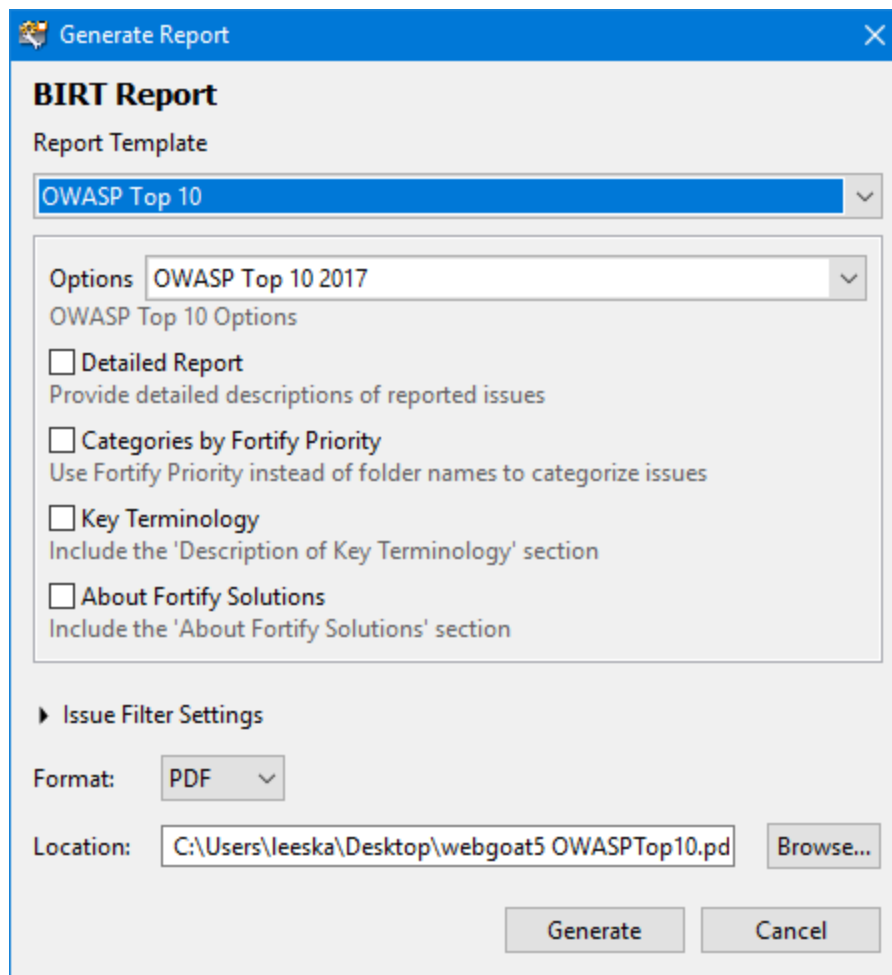 Generate Report
BIRT Report
Report Template
OWASP Top 10
Options OWASP Top 10 2017
OWASP Top 10 Options
Detailed Report
Provide detailed descriptions of reported issues
Categories by Fortify Priority
Use Fortify Priority instead of folder names to categorize issues
Key Terminology
Include the 'Description of Key Terminology' section
About Fortify Solutions
Include the 'About Fortify Solutions' section
Issue Filter Settings
Format: PDF
Location: C:\Users\leeska\Desktop\webgoat5 OWASPTop10.pd Browse...
Generate Cancel